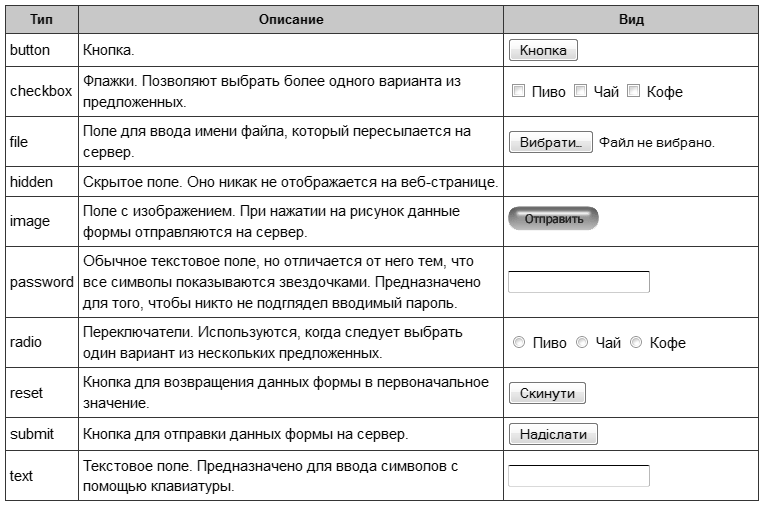 Тип Описание Вид
button Кнопка. Кнопка
checkbox Флажки. Позволяют выбрать более одного варианта из
предложенных. Пиво Чай Кофе
file Поле для ввода имени файла, который пересылается на
сервер. Вибрати... Файл не вибрано.
hidden Скрытое поле. Оно никак не отображается на веб-странице.
image Поле с изображением. При нажатии на рисунок данные
формы отправляются на сервер. Отправить
password Обычное текстовое поле, но отличается от него тем, что
все символы показываются звездочками. Предназначено
для того, чтобы никто не подглядел вводимый пароль.
radio Переключатели. Используются, когда следует выбрать
один вариант из нескольких предложенных. Пиво Чай Кофе
reset Кнопка для возвращения данных формы в первоначальное
значение. Скинути
submit Кнопка для отправки данных формы на сервер. Надіслати
text Текстовое поле. Предназначено для ввода символов с
помощью клавиатуры.